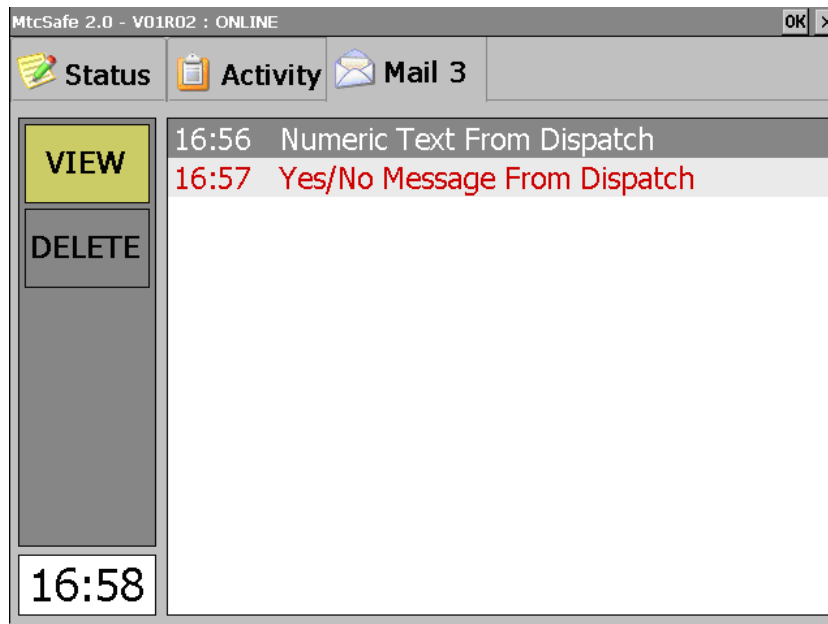 MtcSafe 2.0 - V01R02 : ONLINE OK
Status Activity Mail 3
VIEW
DELETE
16:56 Numeric Text From Dispatch
16:57 Yes/No Message From Dispatch
16:58